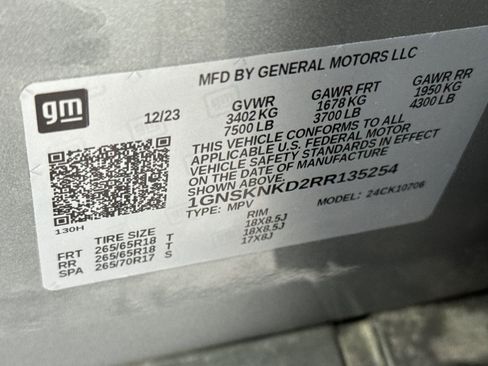 MFD BY GENERAL MOTORS LLC
gm
12/23 GVWR GAWR FRT GAWR RR
3402 KG 1678 KG 1950 KG
7500 LB 3700 LB 4300 LB
THIS VEHICLE CONFORMS TO ALL
APPLICABLE U.S. FEDERAL MOTOR
VEHICLE SAFETY STANDARDS IN EFFECT
ON THE DATE OF MANUFACTURE
SHOWN ABOVE.
1GNSKNKD2RR135254
TYPE: MPV MODEL: 24CK10706
130H
TIRE SIZE RIM
FRT 265/65R18 T 18X8.5J
RR 265/65R18 T 18X8.5J
SPA 265/70R17 S 17X8J